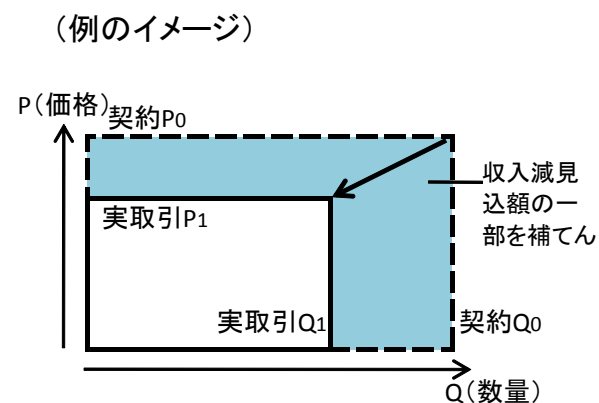 （例のイメージ）
P（価格）
契約P0
実取引P1
収入減見
込額の一
部を補てん
実取引Q1
契約Q0
Q（数量）